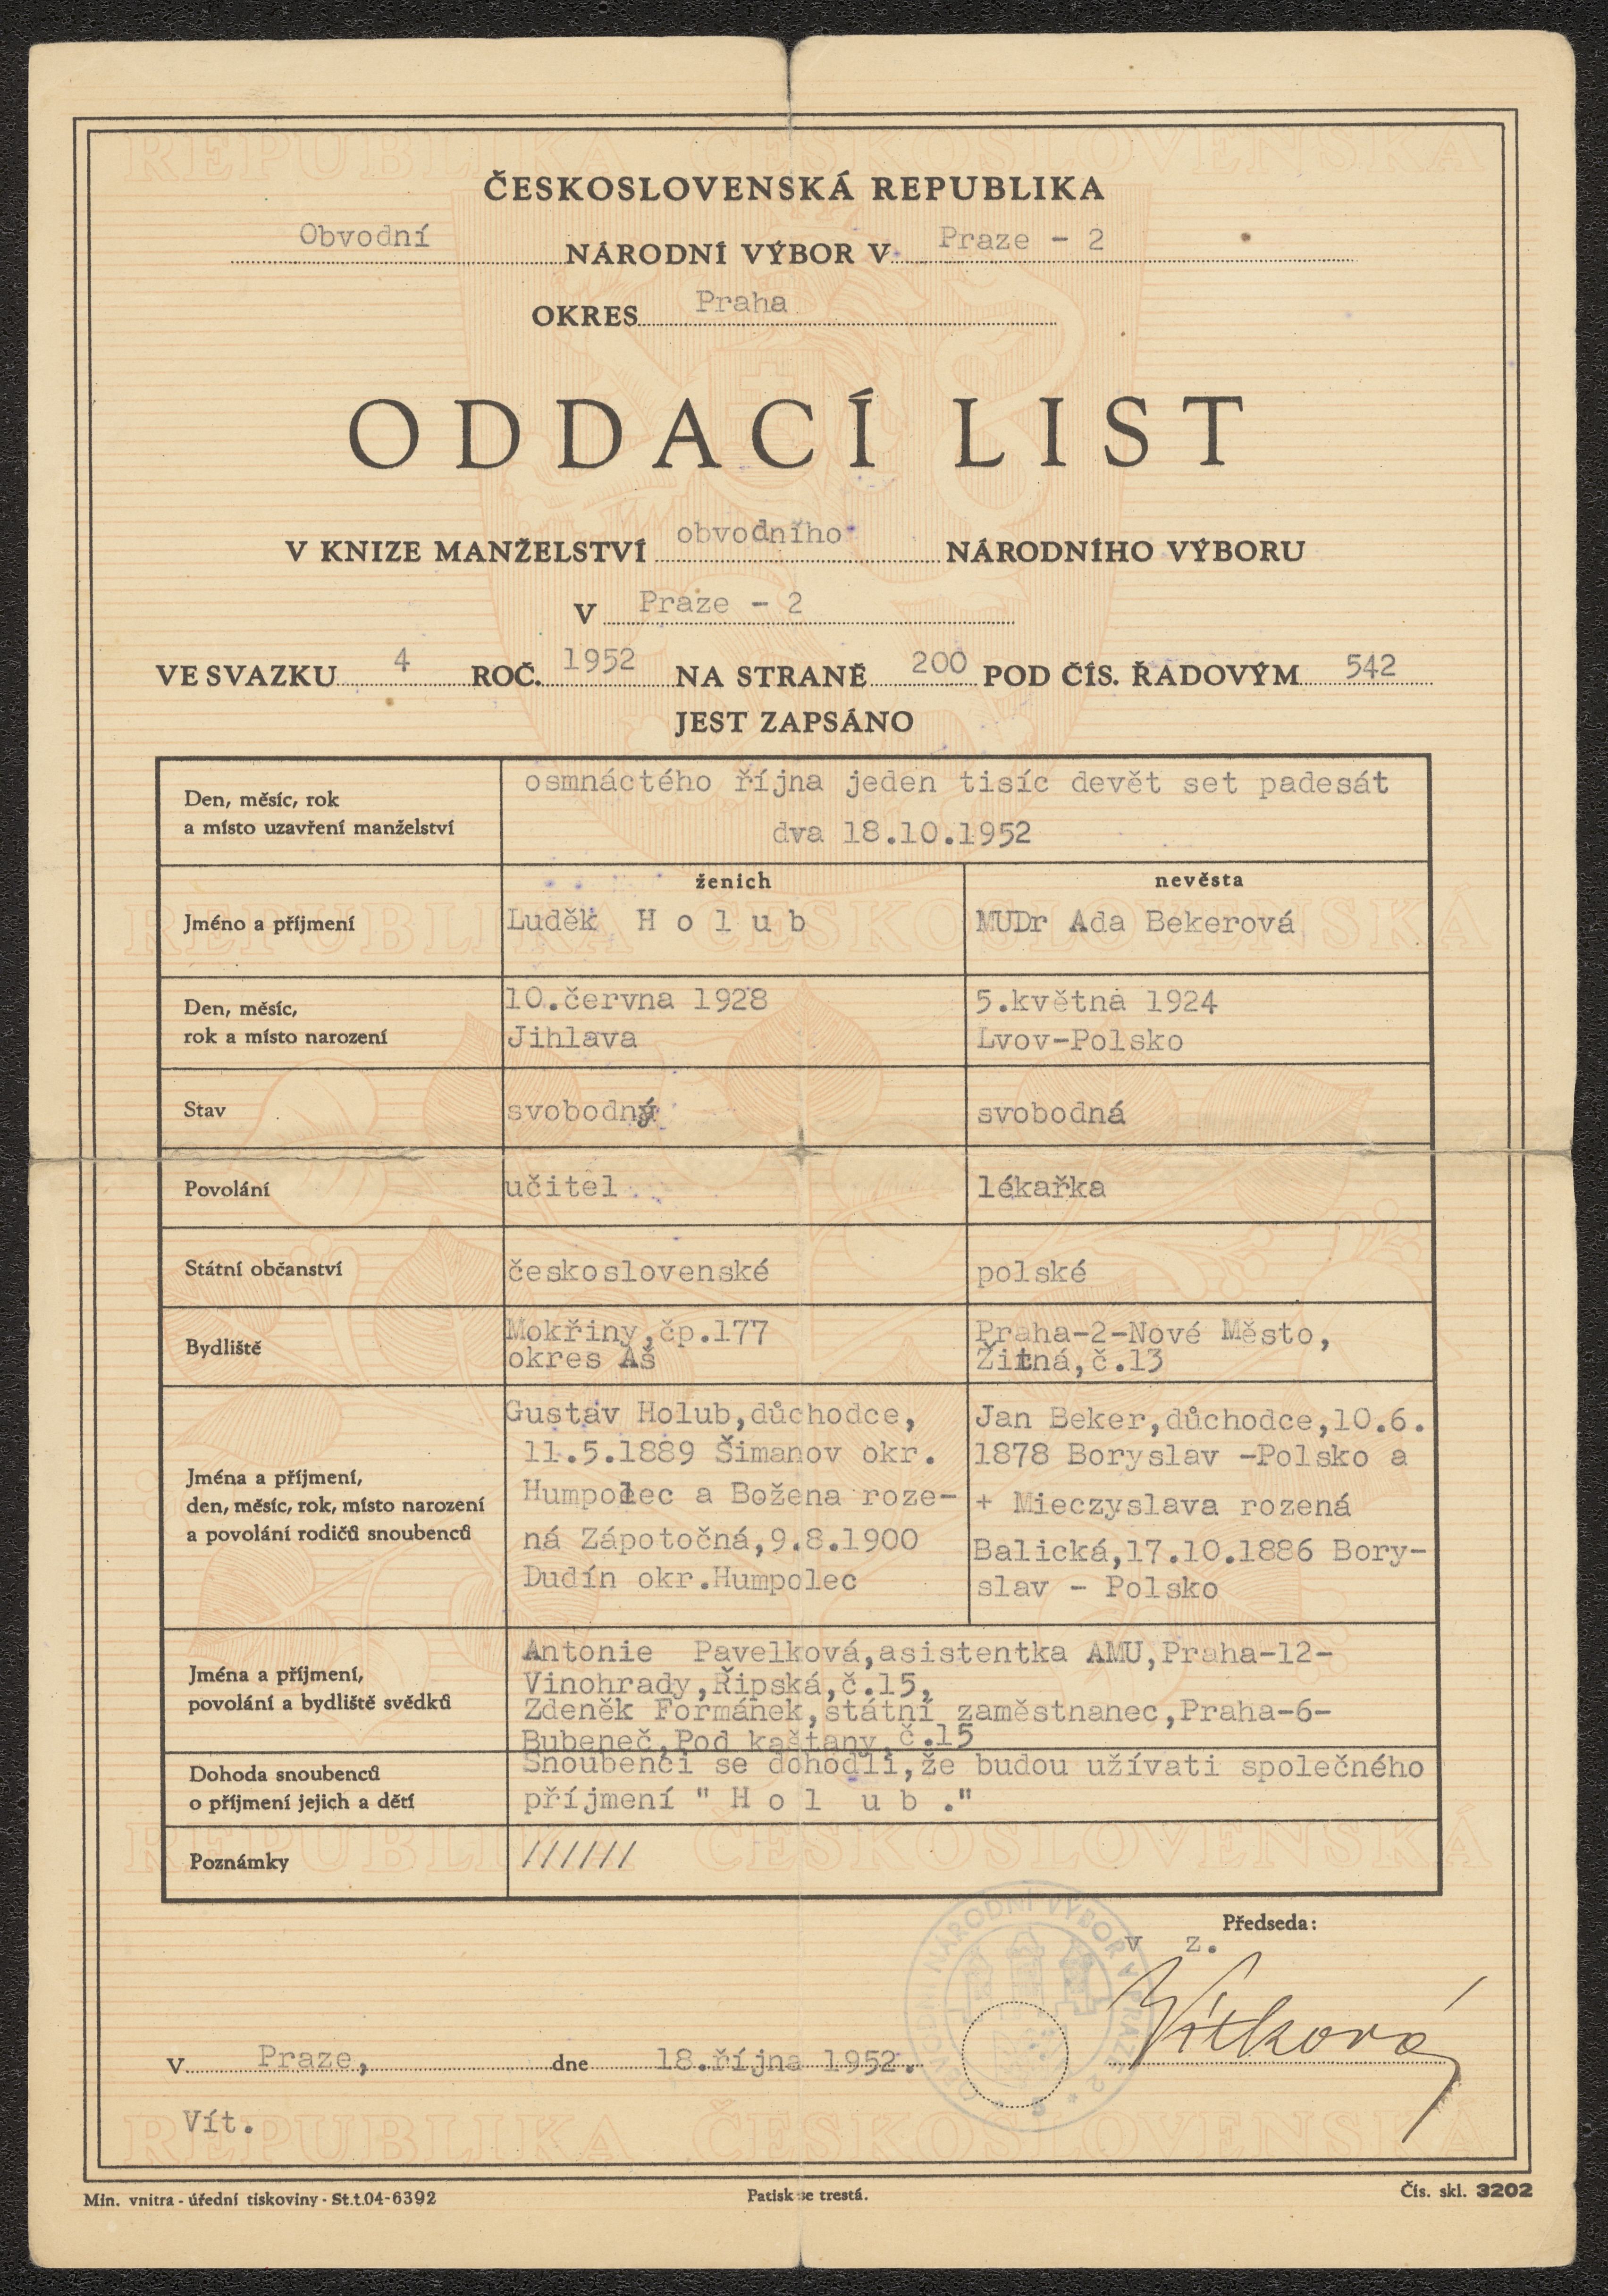 ČESKOSLOVENSKÁ REPUBLIKA
Obvodní NÁRODNÍ VÝBOR V Praze - 2
OKRES Praha
ODDACÍ LIST
V KNIZE MANŽELSTVÍ obvodního NÁRODNÍHO VÝBORU
V Praze - 2
VE SVAZKU 4 ROČ. 1952 NA STRANĚ 200 POD ČÍS. ŘADOVÝM 542
JEST ZAPSÁNO
Den, měsíc, rok
a místo uzavření manželství
osmnáctého října jeden tisíc devět set padesát
dva 18.10.1952
ženich
nevěsta
Jméno a příjmení
Luděk H o l u b
MUDr Ada Bekerová
Den, měsíc,
rok a místo narození
10.června 1928
Jihlava
5.května 1924
Lvov-Polsko
Stav
svobodný
svobodná
Povolání
učitel
lékařka
Státní občanství
československé
polské
Bydliště
Mokřiny,čp.177
okres Aš
Praha-2-Nové Město,
Žitná,č.13
Jména a příjmení,
den, měsíc, rok, místo narození
a povolání rodičů snoubenců
Gustav Holub,důchodce,
11.5.1889 Šimanov okr.
Humpolec a Božena roze-
ná Zápotočná,9.8.1900
Dudín okr.Humpolec
Jan Beker,důchodce,10.6.
1878 Boryslav -Polsko a
+ Mieczyslava rozená
Balická,17.10.1886 Bory-
slav - Polsko
Jména a příjmení,
povolání a bydliště svědků
Antonie Pavelková,asistentka AMU,Praha-12-
Vinohrady,Řipská,č.15,
Zdeněk Formánek,státní zaměstnanec,Praha-6-
Bubeneč,Pod kaštany,č.15
Dohoda snoubenců
o příjmení jejich a dětí
Snoubenci se dohodli,že budou užívati společného
příjmení " H o l u b ."
Poznámky
//////
Předseda:
v z.
Vítková
OBVODNÍ NÁRODNÍ VÝBOR V PRAZE 2 * 5 *
V Praze, dne 18.října 1952.
Vít.
Min. vnitra - úřední tiskoviny - St.t.04-6392
Patisk se trestá.
Čís. skl. 3202
REPUBLIKA ČESKOSLOVENSKÁ
REPUBLIKA ČESKOSLOVENSKÁ
REPUBLIKA ČESKOSLOVENSKÁ
REPUBLIKA ČESKOSLOVENSKÁ